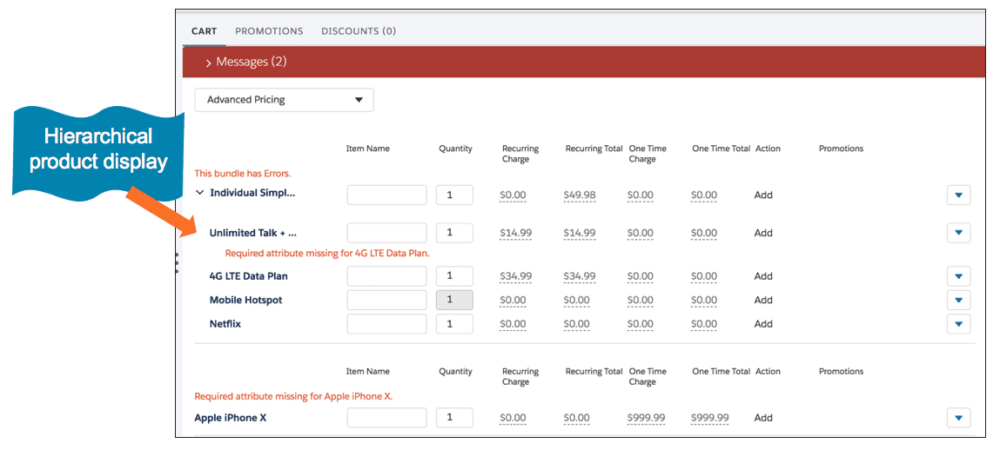 CART PROMOTIONS DISCOUNTS (0)
Messages (2)
Advanced Pricing
Hierarchical
product display
Item Name Quantity Recurring Charge Recurring Total One Time Charge One Time Total Action Promotions
This bundle has Errors.
Individual Simpl... 1 $0.00 $49.98 $0.00 $0.00 Add
Unlimited Talk + ... 1 $14.99 $14.99 $0.00 $0.00 Add
Required attribute missing for 4G LTE Data Plan.
4G LTE Data Plan 1 $34.99 $34.99 $0.00 $0.00 Add
Mobile Hotspot 1 $0.00 $0.00 $0.00 $0.00 Add
Netflix 1 $0.00 $0.00 $0.00 $0.00 Add
Item Name Quantity Recurring Charge Recurring Total One Time Charge One Time Total Action Promotions
Required attribute missing for Apple iPhone X.
Apple iPhone X 1 $0.00 $0.00 $999.99 $999.99 Add